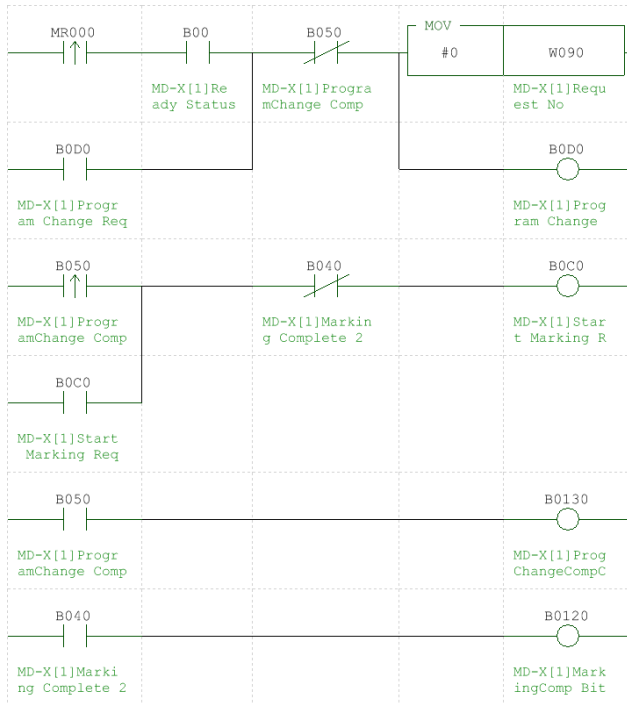 MOV
MR000 B00 B050 #0 W090
MD-X[1]Re MD-X[1]Progra MD-X[1]Requ
ady Status mChange Comp est No
B0D0 B0D0
MD-X[1]Progr MD-X[1]Prog
am Change Req ram Change
B050 B040 B0C0
MD-X[1]Progr MD-X[1]Markin MD-X[1]Star
amChange Comp g Complete 2 t Marking R
B0C0
MD-X[1]Start
Marking Req
B050 B0130
MD-X[1]Progr MD-X[1]Prog
amChange Comp ChangeCompC
B040 B0120
MD-X[1]Marki MD-X[1]Mark
ng Complete 2 ingComp Bit